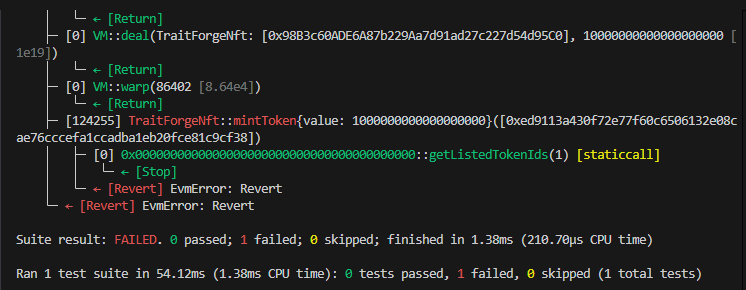 ← [Return]
[0] VM::deal(TraitForgeNft: [0x98B3c60ADE6A87b229Aa7d91ad27c227d54d95C0], 10000000000000000000 [
1e19])
← [Return]
[0] VM::warp(86402 [8.64e4])
← [Return]
[124255] TraitForgeNft::mintToken{value: 1000000000000000000}([0xed9113a430f72e77f60c6506132e08c
ae76cccefa1ccadba1eb20fce81c9cf38])
[0] 0x0000000000000000000000000000000000000000::getListedTokenIds(1) [staticcall]
← [Stop]
← [Revert] EvmError: Revert
← [Revert] EvmError: Revert
Suite result: FAILED. 0 passed; 1 failed; 0 skipped; finished in 1.38ms (210.70µs CPU time)
Ran 1 test suite in 54.12ms (1.38ms CPU time): 0 tests passed, 1 failed, 0 skipped (1 total tests)